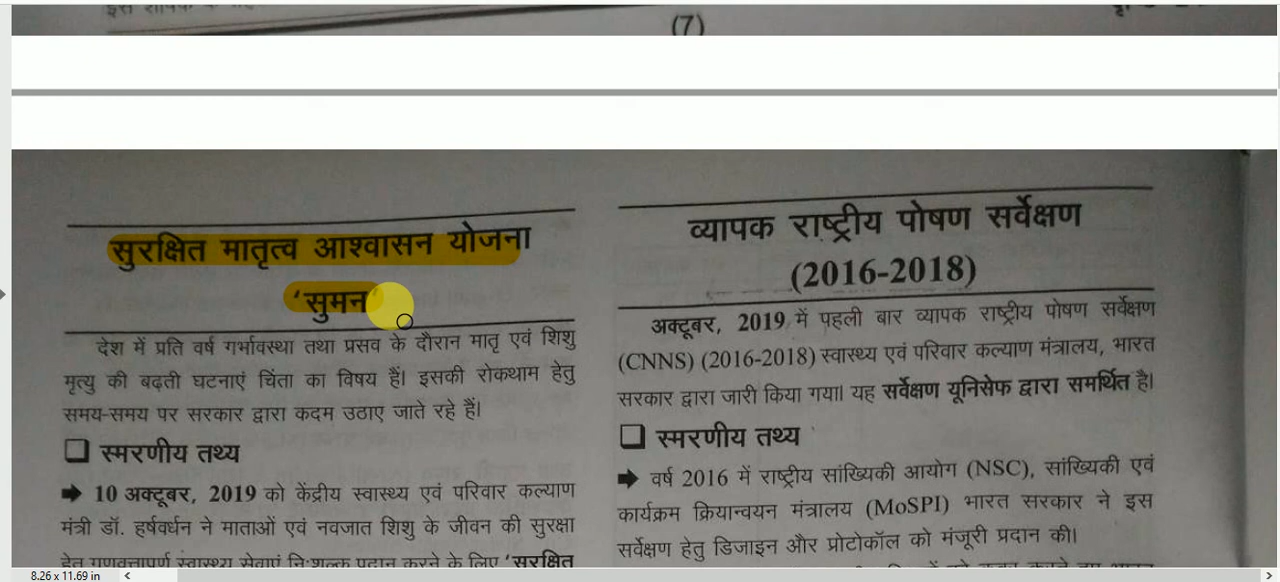 (7)
सुरक्षित मातृत्व आश्वासन योजना
‘सुमन’
देश में प्रति वर्ष गर्भावस्था तथा प्रसव के दौरान मातृ एवं शिशु
मृत्यु की बढ़ती घटनाएं चिंता का विषय हैं। इसकी रोकथाम हेतु
समय-समय पर सरकार द्वारा कदम उठाए जाते रहे हैं।
❑ स्मरणीय तथ्य
➡ 10 अक्टूबर, 2019 को केंद्रीय स्वास्थ्य एवं परिवार कल्याण
मंत्री डॉ. हर्षवर्धन ने माताओं एवं नवजात शिशु के जीवन की सुरक्षा
हेतु गुणवत्तापूर्ण स्वास्थ्य सेवाएं निःशुल्क प्रदान करने के लिए ‘सुरक्षित
व्यापक राष्ट्रीय पोषण सर्वेक्षण
(2016-2018)
अक्टूबर, 2019 में पहली बार व्यापक राष्ट्रीय पोषण सर्वेक्षण
(CNNS) (2016-2018) स्वास्थ्य एवं परिवार कल्याण मंत्रालय, भारत
सरकार द्वारा जारी किया गया। यह सर्वेक्षण यूनिसेफ द्वारा समर्थित है।
❑ स्मरणीय तथ्य
➡ वर्ष 2016 में राष्ट्रीय सांख्यिकी आयोग (NSC), सांख्यिकी एवं
कार्यक्रम क्रियान्वयन मंत्रालय (MoSPI) भारत सरकार ने इस
सर्वेक्षण हेतु डिजाइन और प्रोटोकॉल को मंजूरी प्रदान की।
8.26 x 11.69 in